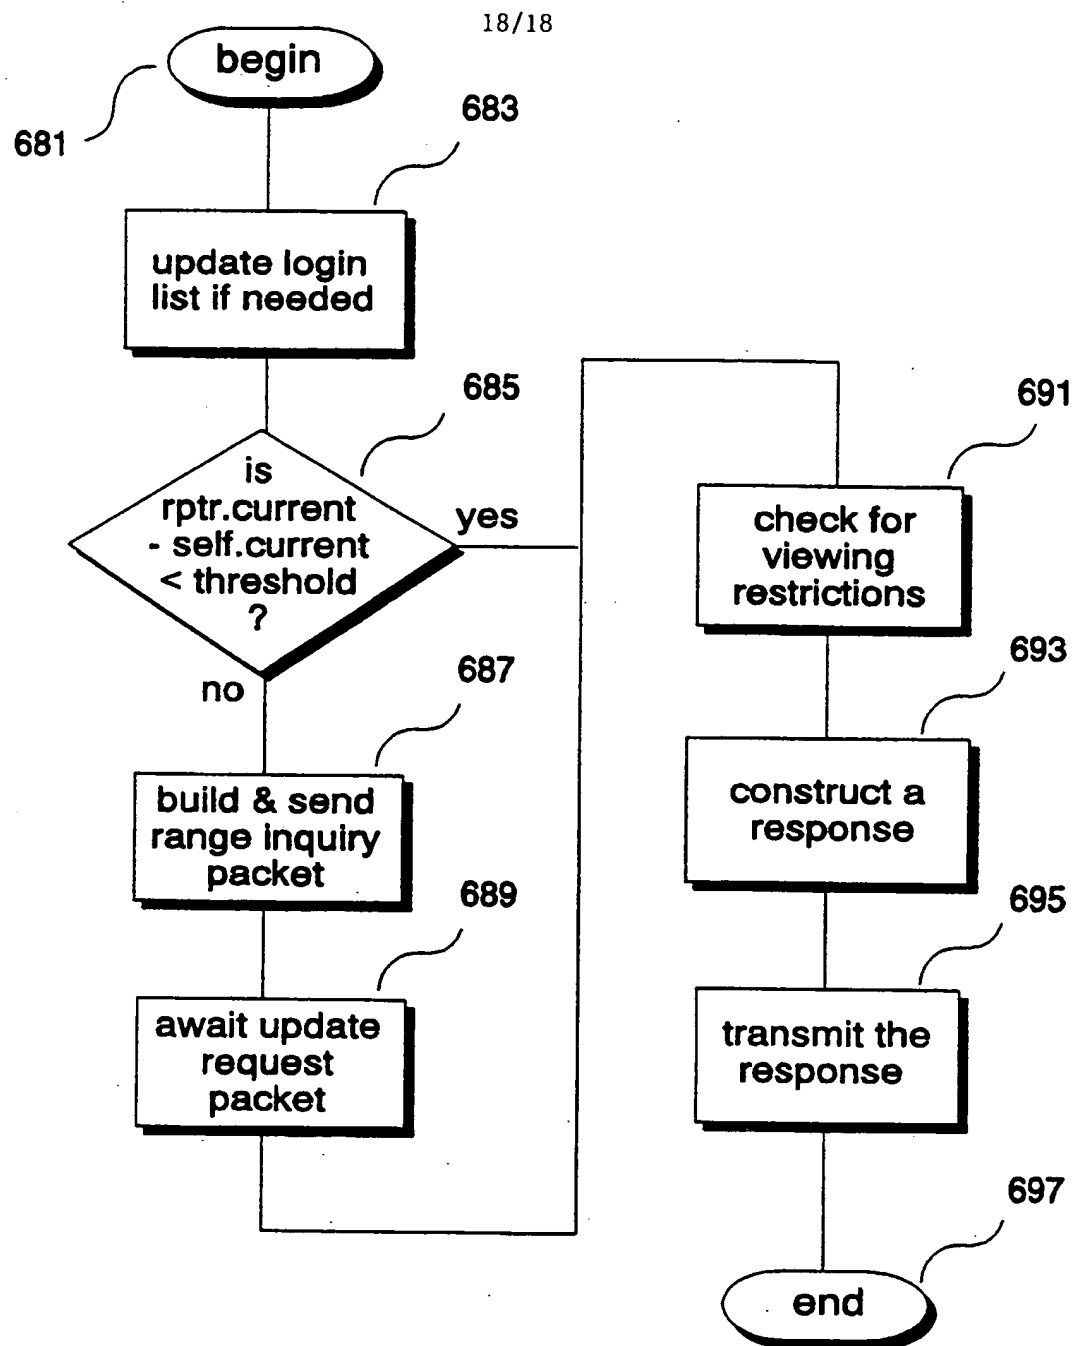 18/18
begin
681
683
update login
list if needed
685
is
rptr.current
- self.current
< threshold
?
yes
no
687
build & send
range inquiry
packet
689
await update
request
packet
691
check for
viewing
restrictions
693
construct a
response
695
transmit the
response
697
end